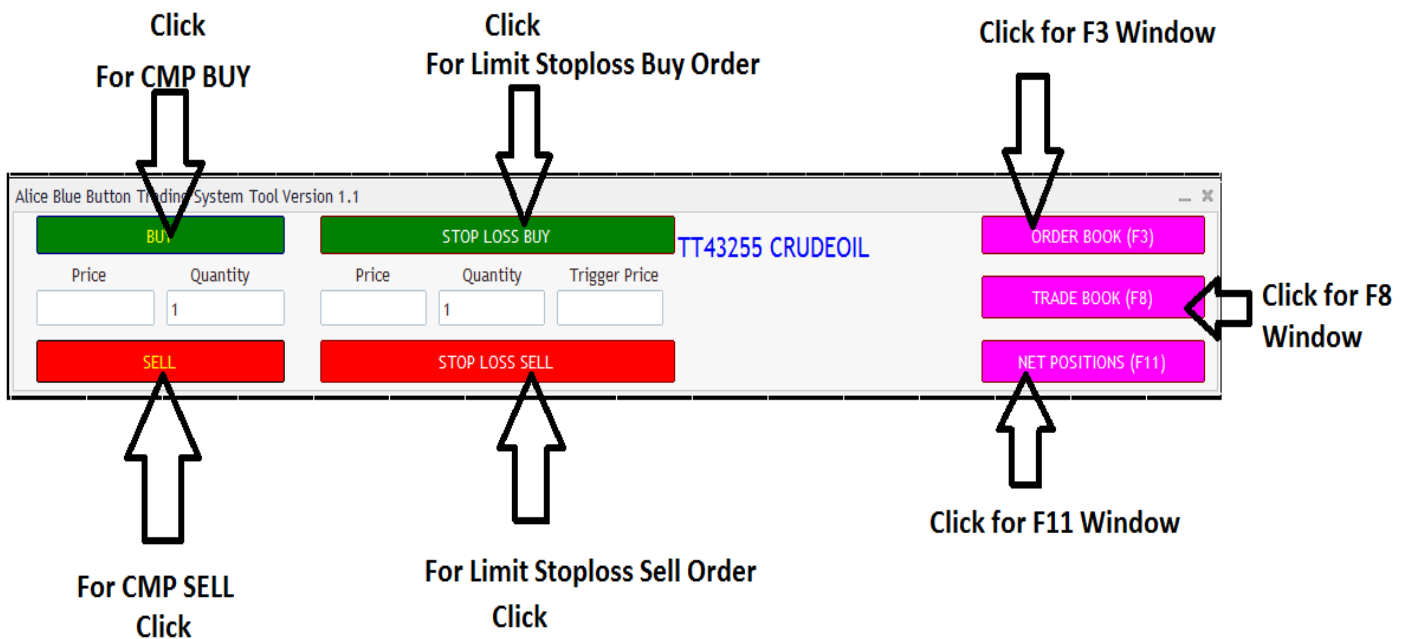 Click
For CMP BUY
Click
For Limit Stoploss Buy Order
Click for F3 Window
Alice Blue Button Trading System Tool Version 1.1
BUY
STOP LOSS BUY
TT43255 CRUDEOIL
ORDER BOOK (F3)
Price Quantity Price Quantity Trigger Price
1 1
TRADE BOOK (F8)
Click for F8
Window
SELL
STOP LOSS SELL
NET POSITIONS (F11)
Click for F11 Window
For CMP SELL
Click
For Limit Stoploss Sell Order
Click